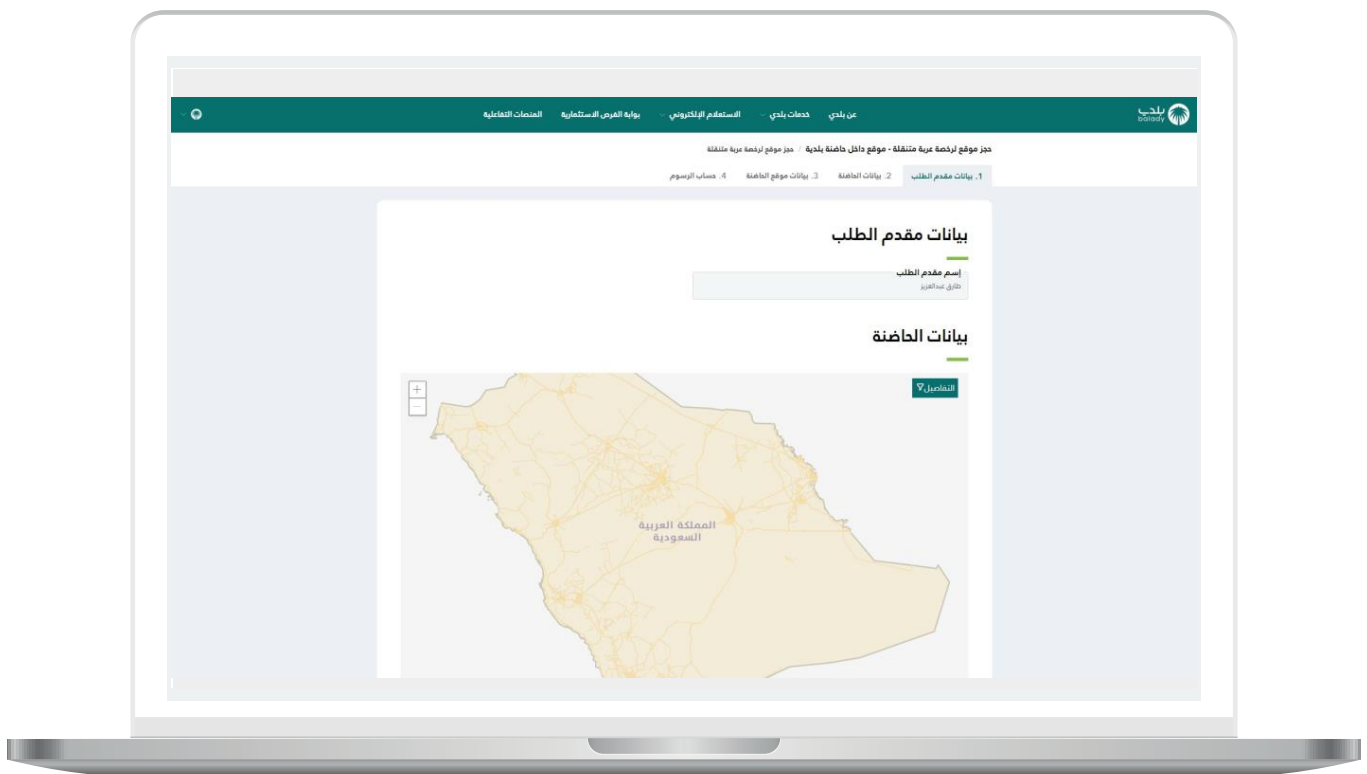 بلدي
balady
عن بلدي
خدمات بلدي
الاستعلام الإلكتروني
بوابة الفرص الاستثمارية
المنصات التفاعلية
حجز موقع لرخصة عربة متنقلة - موقع داخل حاضنة بلدية / حجز موقع لرخصة عربة متنقلة
1. بيانات مقدم الطلب
2. بيانات الحاضنة
3. بيانات موقع الحاضنة
4. حساب الرسوم
بيانات مقدم الطلب
إسم مقدم الطلب
طارق عبدالعزيز
بيانات الحاضنة
التفاصيل
+
−
المملكة العربية
السعودية